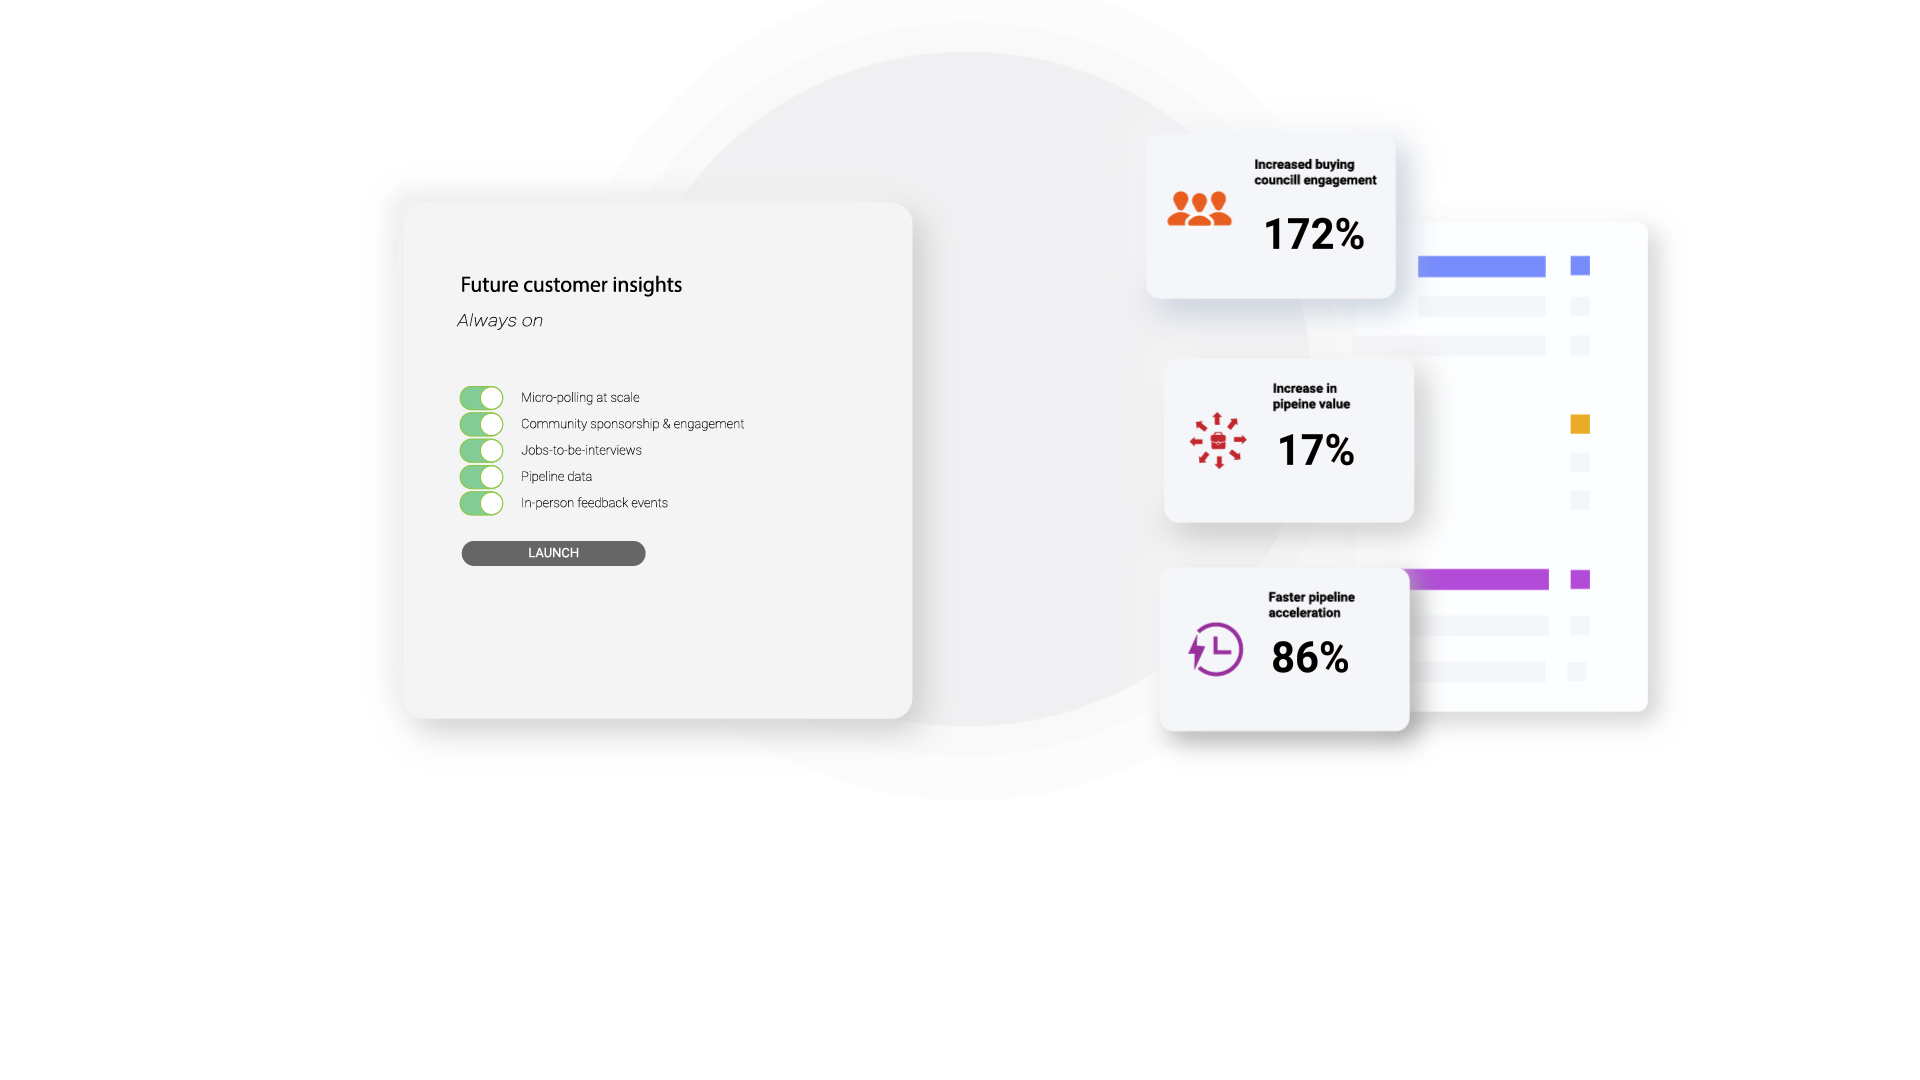 Future customer insights
Always on
Micro-polling at scale
Community sponsorship & engagement
Jobs-to-be-interviews
Pipeline data
In-person feedback events
LAUNCH
Increased buying
councill engagement
172%
Increase in
pipeine value
17%
Faster pipeline
acceleration
86%